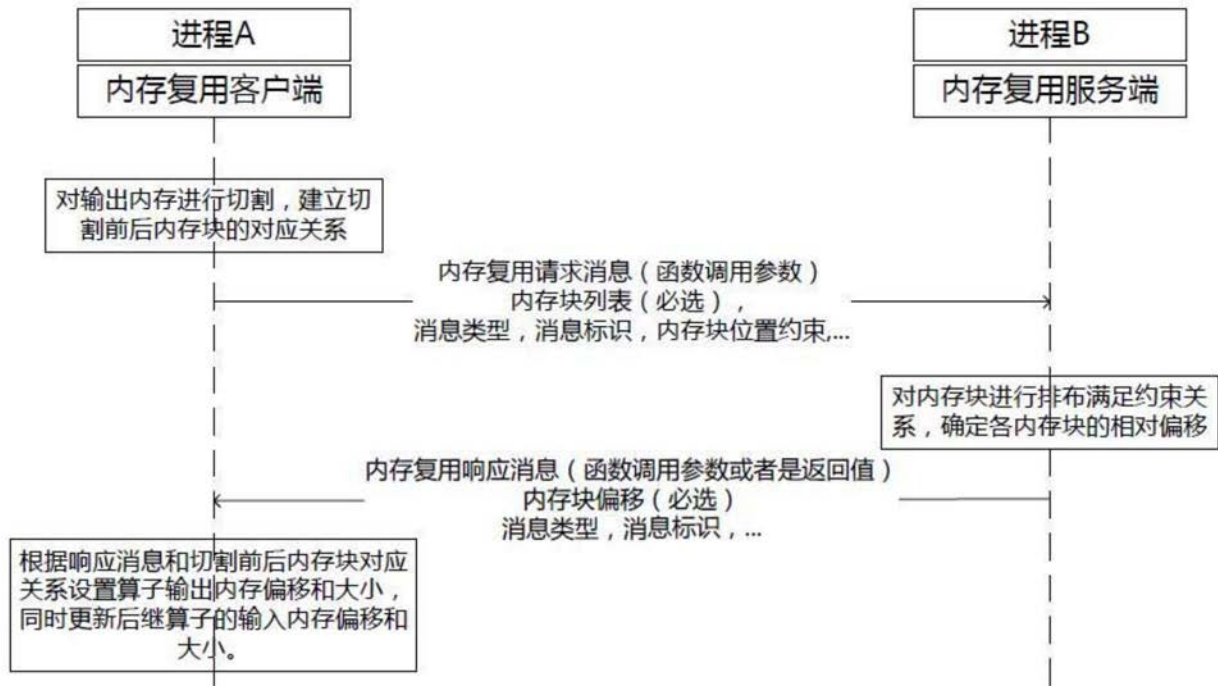 进程A
进程B
内存复用客户端
内存复用服务端
对输出内存进行切割，建立切
割前后内存块的对应关系
内存复用请求消息（函数调用参数）
内存块列表（必选），
消息类型，消息标识，内存块位置约束,...
对内存块进行排布满足约束关
系，确定各内存块的相对偏移
内存复用响应消息（函数调用参数或者是返回值）
内存块偏移（必选）
消息类型，消息标识，...
根据响应消息和切割前后内存块对应
关系设置算子输出内存偏移和大小，
同时更新后继算子的输入内存偏移和
大小。